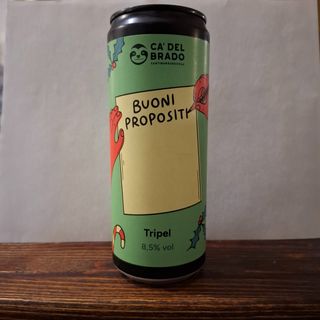 CA' DEL
BRADO
BUONI
PROPOSITI
Tripel
8,5% vol